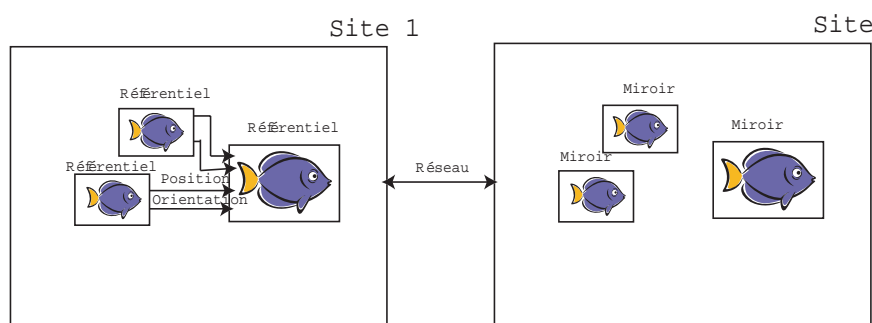 Site 1
Référentiel
Référentiel
Référentiel
Position
Orientation
Réseau
Site
Miroir
Miroir
Miroir